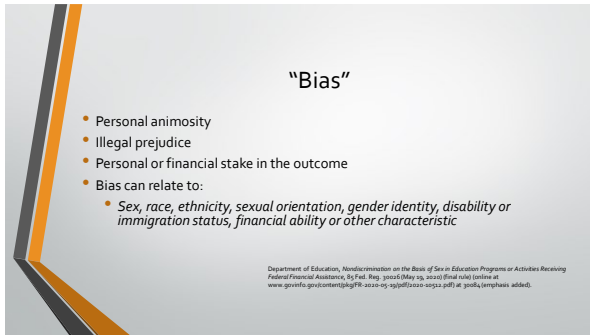 “Bias”
Personal animosity
Illegal prejudice
Personal or financial stake in the outcome
Bias can relate to:
Sex, race, ethnicity, sexual orientation, gender identity, disability or
immigration status, financial ability or other characteristic
Department of Education, Nondiscrimination on the Basis of Sex in Education Programs or Activities Receiving
Federal Financial Assistance, 85 Fed. Reg. 30026 (May 19, 2020) (final rule) (online at
www.govinfo.gov/content/pkg/FR-2020-05-19/pdf/2020-10512.pdf) at 30084 (emphasis added).